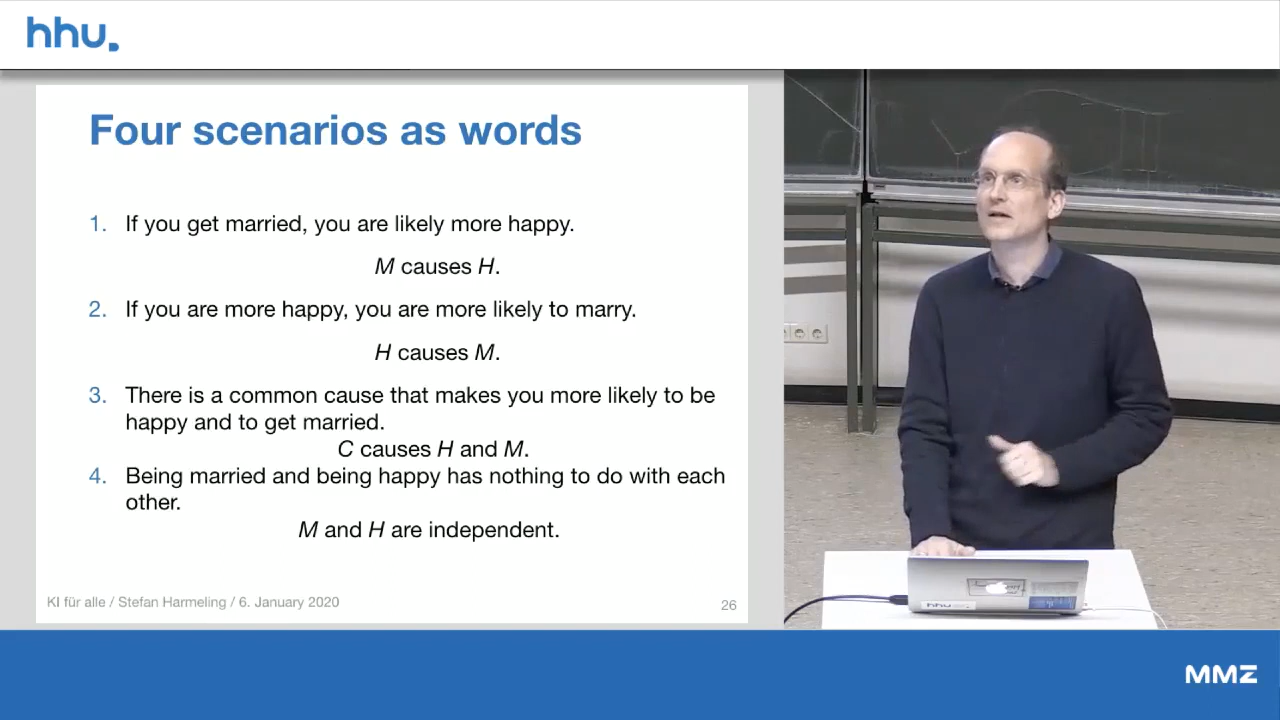 hhu.
Four scenarios as words
1. If you get married, you are likely more happy.
M causes H.
2. If you are more happy, you are more likely to marry.
H causes M.
3. There is a common cause that makes you more likely to be
happy and to get married.
C causes H and M.
4. Being married and being happy has nothing to do with each
other.
M and H are independent.
KI für alle / Stefan Harmeling / 6. January 2020
26
hhu.
MMZ